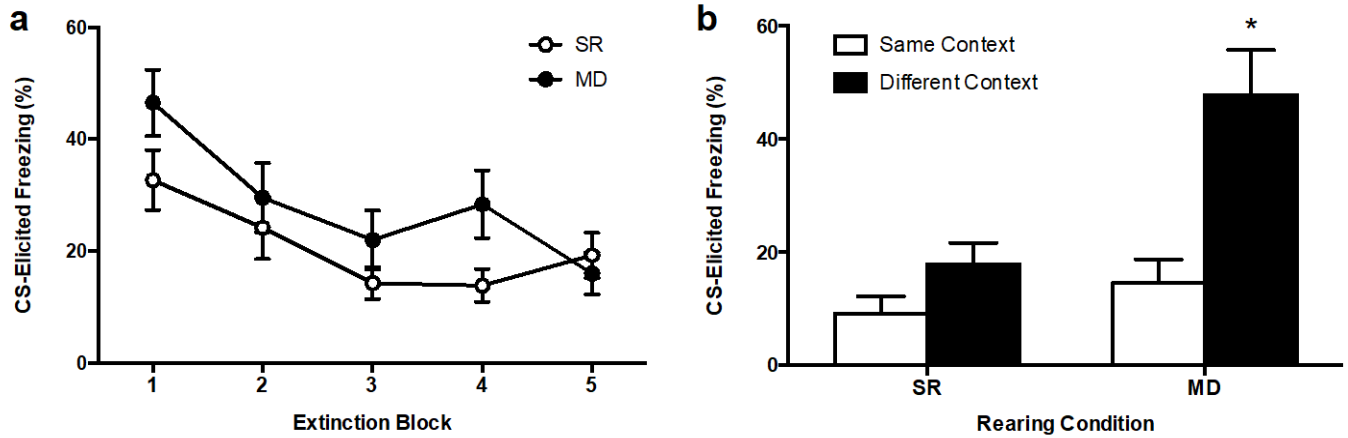 a
CS-Elicited Freezing (%)
60
40
20
0
SR
MD
1 2 3 4 5
Extinction Block
b
CS-Elicited Freezing (%)
60
40
20
0
Same Context
Different Context
*
SR MD
Rearing Condition